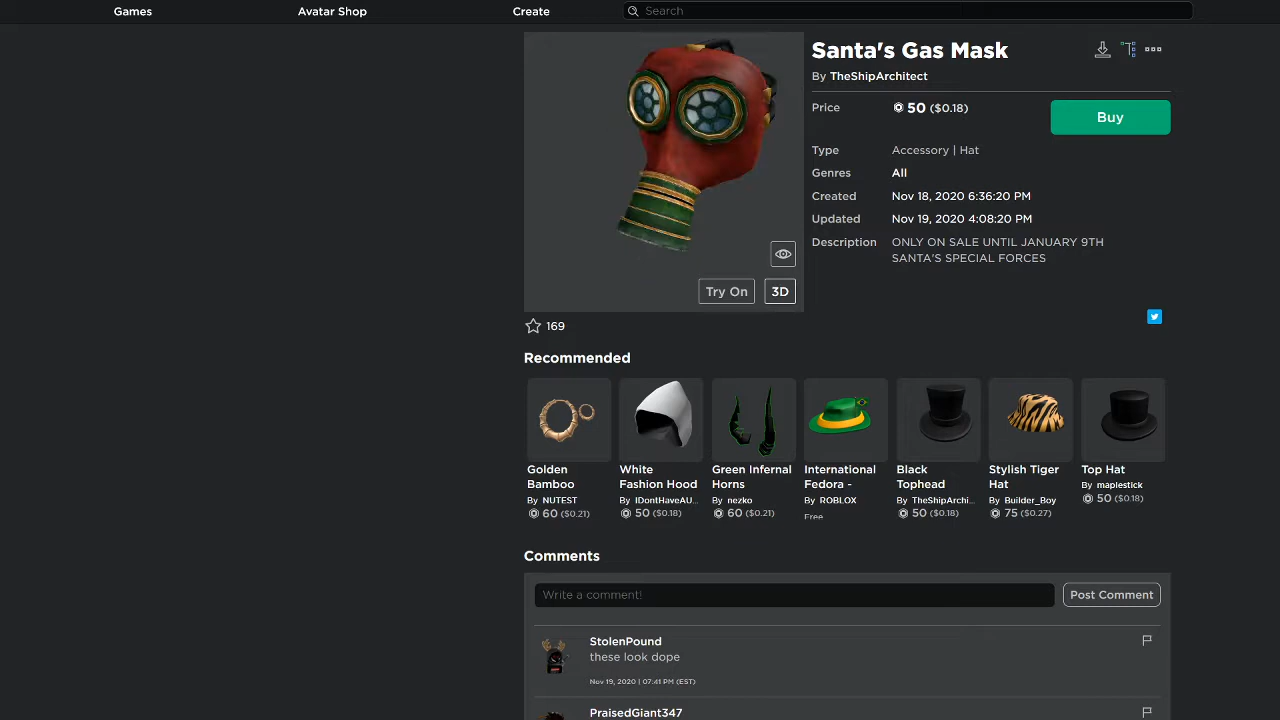 Games
Avatar Shop
Create
Search
Santa's Gas Mask
By TheShipArchitect
Price
50 ($0.18)
Buy
Type
Accessory | Hat
Genres
All
Created
Nov 18, 2020 6:36:20 PM
Updated
Nov 19, 2020 4:08:20 PM
Description
ONLY ON SALE UNTIL JANUARY 9TH
SANTA'S SPECIAL FORCES
Try On
3D
169
Recommended
Golden
Bamboo
By NUTEST
60 ($0.21)
White
Fashion Hood
By IDontHaveAU...
50 ($0.18)
Green Infernal
Horns
By nezko
60 ($0.21)
International
Fedora -
By ROBLOX
Free
Black
Tophead
By TheShipArchi...
50 ($0.18)
Stylish Tiger
Hat
By Builder_Boy
75 ($0.27)
Top Hat
By maplestick
50 ($0.18)
Comments
Write a comment!
Post Comment
StolenPound
these look dope
Nov 19, 2020 | 07:41 PM (EST)
PraisedGiant347